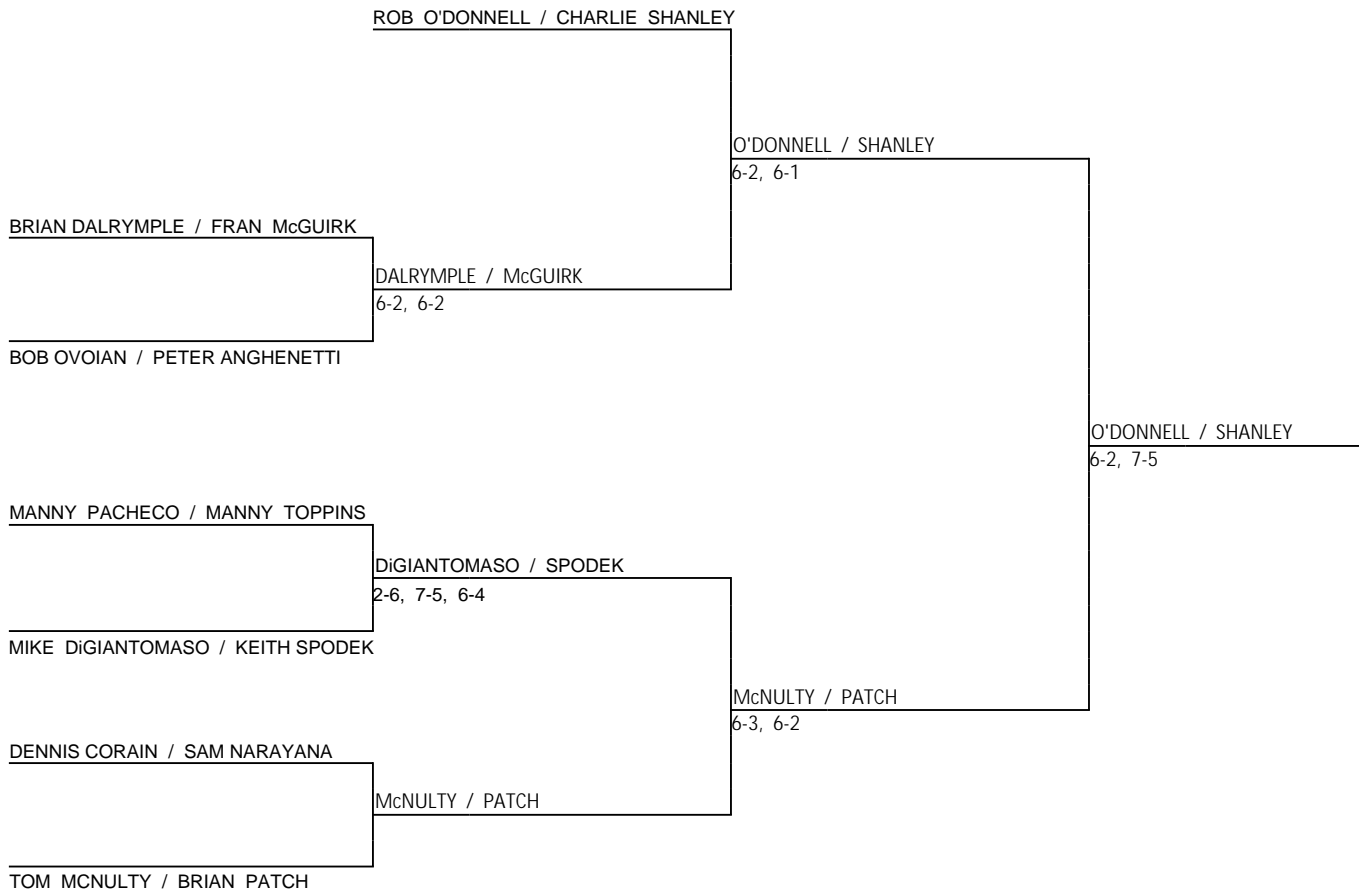 ROB O'DONNELL / CHARLIE SHANLEY
O'DONNELL / SHANLEY
6-2, 6-1
BRIAN DALRYMPLE / FRAN McGUIRK
DALRYMPLE / McGUIRK
6-2, 6-2
BOB OVOIAN / PETER ANGHENETTI
O'DONNELL / SHANLEY
6-2, 7-5
MANNY PACHECO / MANNY TOPPINS
DiGIANTOMASO / SPODEK
2-6, 7-5, 6-4
MIKE DiGIANTOMASO / KEITH SPODEK
McNULTY / PATCH
6-3, 6-2
DENNIS CORAIN / SAM NARAYANA
McNULTY / PATCH
TOM MCNULTY / BRIAN PATCH